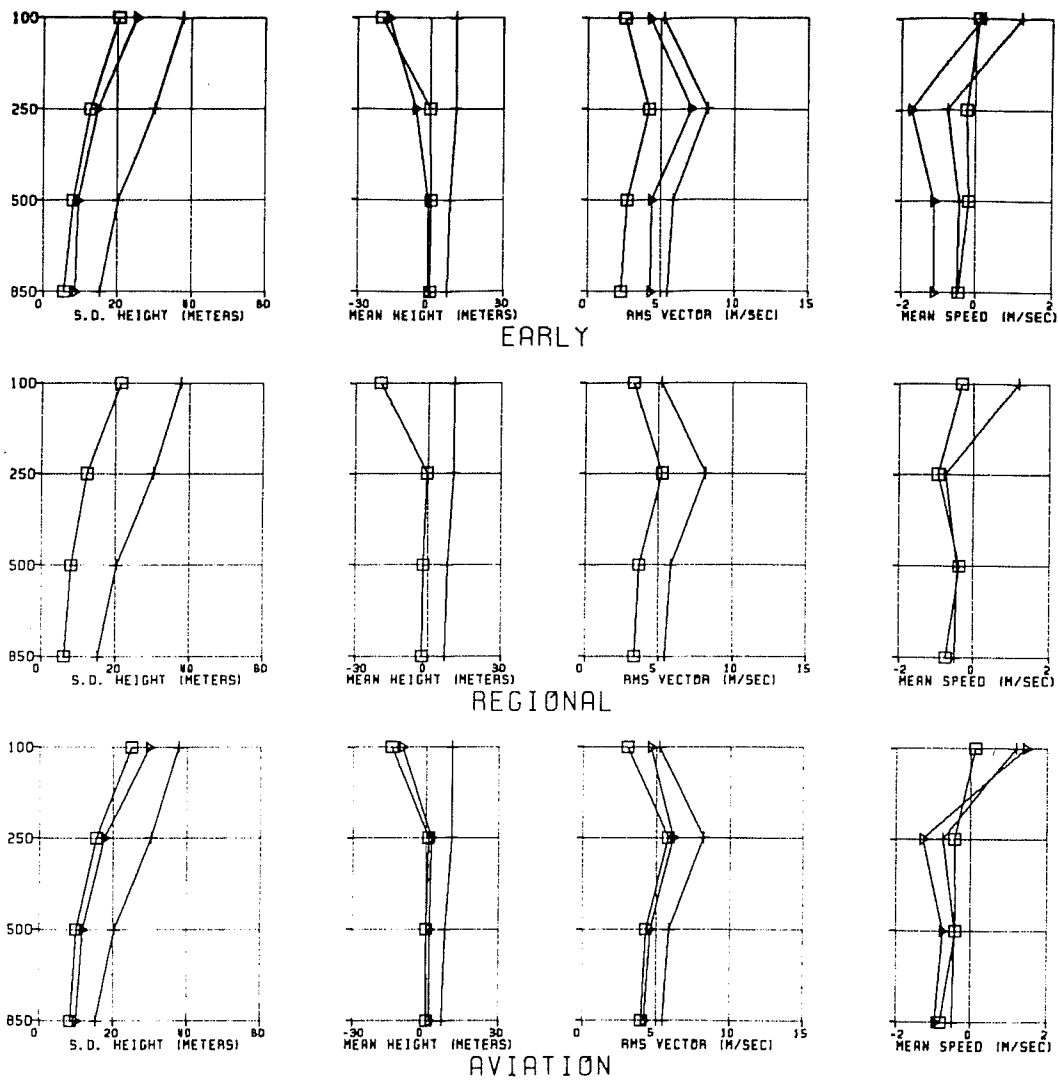 100
250
500
850
0 20 40 60
S.D. HEIGHT (METERS)
-30 0 30
MEAN HEIGHT (METERS)
0 5 10 15
RMS VECTOR (M/SEC)
-2 0 2
MEAN SPEED (M/SEC)
EARLY
100
250
500
850
0 20 40 60
S.D. HEIGHT (METERS)
-30 0 30
MEAN HEIGHT (METERS)
0 5 10 15
RMS VECTOR (M/SEC)
-2 0 2
MEAN SPEED (M/SEC)
REGIONAL
100
250
500
850
0 20 40 60
S.D. HEIGHT (METERS)
-30 0 30
MEAN HEIGHT (METERS)
0 5 10 15
RMS VECTOR (M/SEC)
-2 0 2
MEAN SPEED (M/SEC)
AVIATION